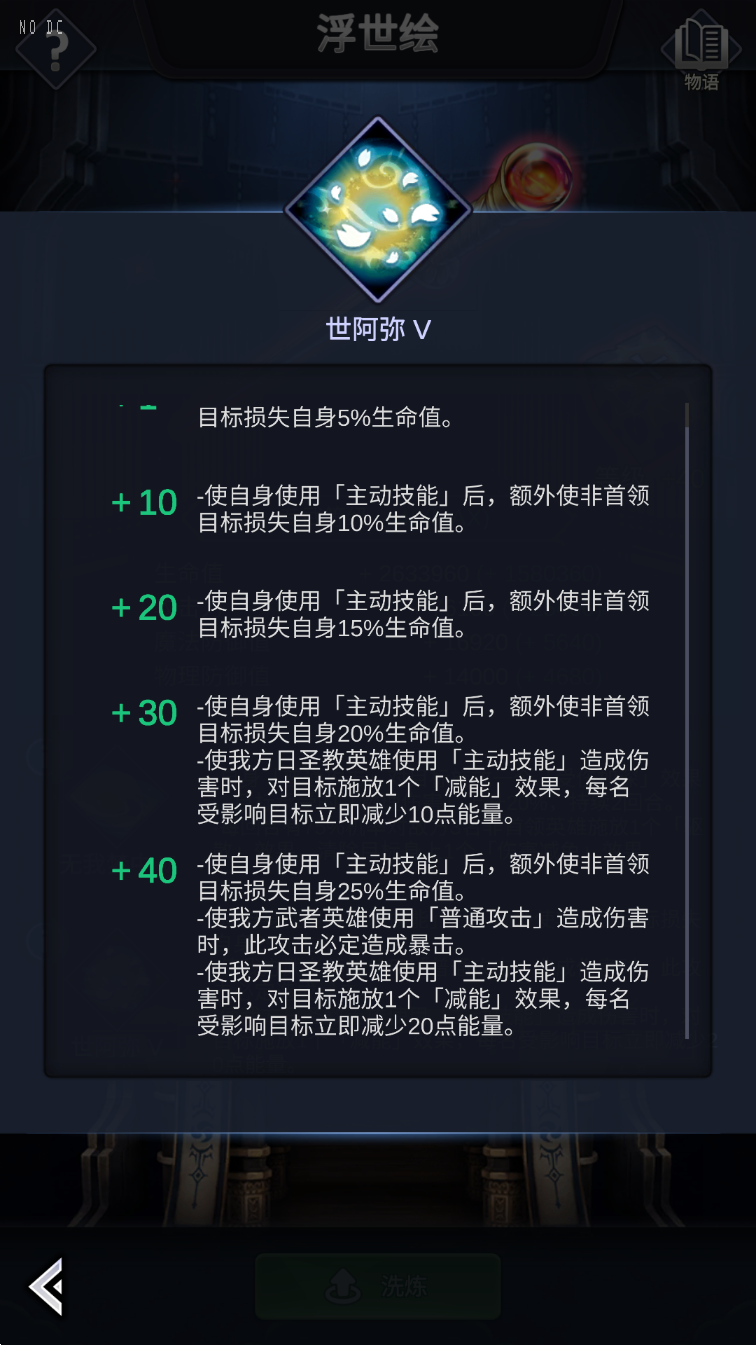 NO DC
浮世绘
?
物语
世阿弥 V
目标损失自身5%生命值。
+10
-使自身使用「主动技能」后，额外使非首领
目标损失自身10%生命值。
+20
-使自身使用「主动技能」后，额外使非首领
目标损失自身15%生命值。
+30
-使自身使用「主动技能」后，额外使非首领
目标损失自身20%生命值。
-使我方日圣教英雄使用「主动技能」造成伤
害时，对目标施放1个「减能」效果，每名
受影响目标立即减少10点能量。
+40
-使自身使用「主动技能」后，额外使非首领
目标损失自身25%生命值。
-使我方武者英雄使用「普通攻击」造成伤害
时，此攻击必定造成暴击。
-使我方日圣教英雄使用「主动技能」造成伤
害时，对目标施放1个「减能」效果，每名
受影响目标立即减少20点能量。
洗炼